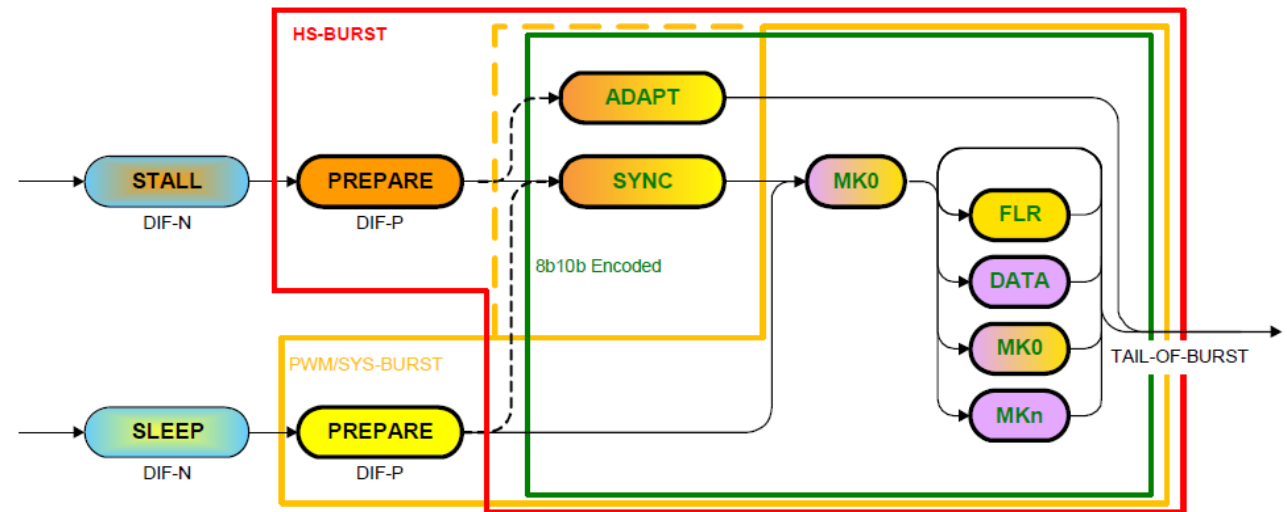 HS-BURST
ADAPT
STALL
PREPARE
SYNC
MK0
DIF-N
DIF-P
FLR
8b10b Encoded
DATA
MK0
TAIL-OF-BURST
PWM/SYS-BURST
MKn
SLEEP
PREPARE
DIF-N
DIF-P